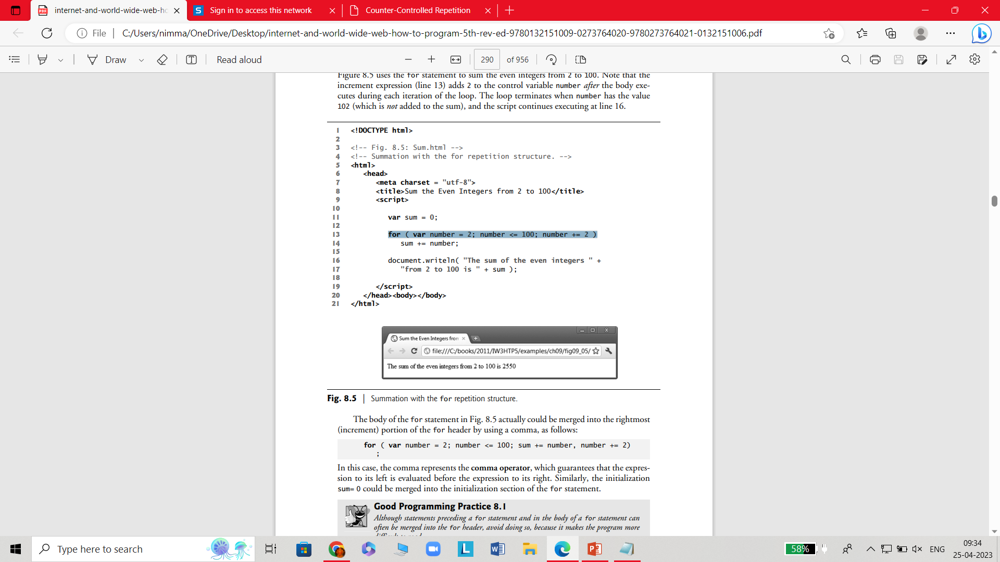 internet-and-world-wide-web-ho
Sign in to access this network
Counter-Controlled Repetition
File
C:/Users/nimma/OneDrive/Desktop/internet-and-world-wide-web-how-to-program-5th-rev-ed-9780132151009-0273764020-9780273764021-0132151006.pdf
Draw
Read aloud
290
of 956
Figure 8.5 uses the for statement to sum the even integers from 2 to 100. Note that the
increment expression (line 13) adds 2 to the control variable number after the body exe-
cutes during each iteration of the loop. The loop terminates when number has the value
102 (which is not added to the sum), and the script continues executing at line 16.
1 <!DOCTYPE html>
2
3 <!-- Fig. 8.5: Sum.html -->
4 <!-- Summation with the for repetition structure. -->
5 <html>
6 <head>
7 <meta charset = "utf-8">
8 <title>Sum the Even Integers from 2 to 100</title>
9 <script>
10
11 var sum = 0;
12
13 for ( var number = 2; number <= 100; number += 2 )
14 sum += number;
15
16 document.writeln( "The sum of the even integers " +
17 "from 2 to 100 is " + sum );
18
19 </script>
20 </head><body></body>
21 </html>
Sum the Even Integers from
file:///C:/books/2011/IW3HTP5/examples/ch09/fig09_05/
The sum of the even integers from 2 to 100 is 2550
Fig. 8.5 | Summation with the for repetition structure.
The body of the for statement in Fig. 8.5 actually could be merged into the rightmost
(increment) portion of the for header by using a comma, as follows:
for ( var number = 2; number <= 100; sum += number, number += 2)
;
In this case, the comma represents the comma operator, which guarantees that the expres-
sion to its left is evaluated before the expression to its right. Similarly, the initialization
sum= 0 could be merged into the initialization section of the for statement.
Good Programming Practice 8.1
Although statements preceding a for statement and in the body of a for statement can
often be merged into the for header, avoid doing so, because it makes the program more
Type here to search
58%
ENG
09:34
25-04-2023